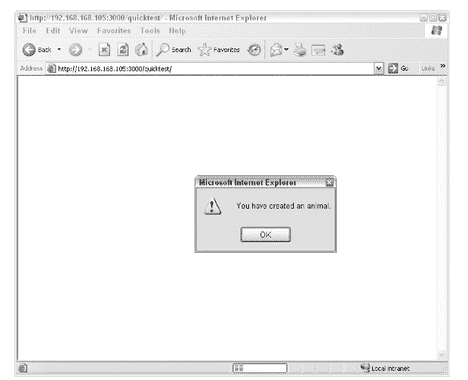 http://192.168.168.105:3000/quicktest/ - Microsoft Internet Explorer
File Edit View Favorites Tools Help
Back Search Favorites
Address http://192.168.168.105:3000/quicktest/ Go Links »
Microsoft Internet Explorer
You have created an animal.
OK
Local intranet